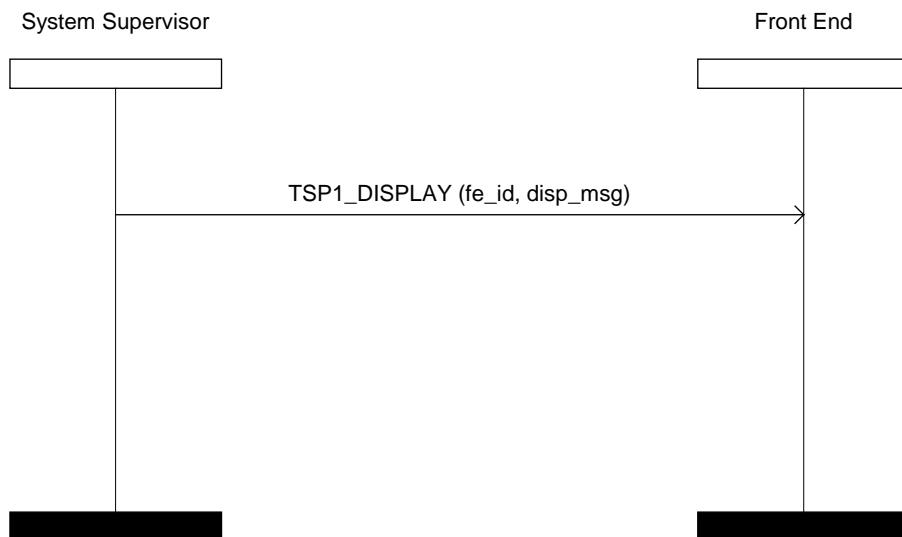 System Supervisor
Front End
TSP1_DISPLAY (fe_id, disp_msg)